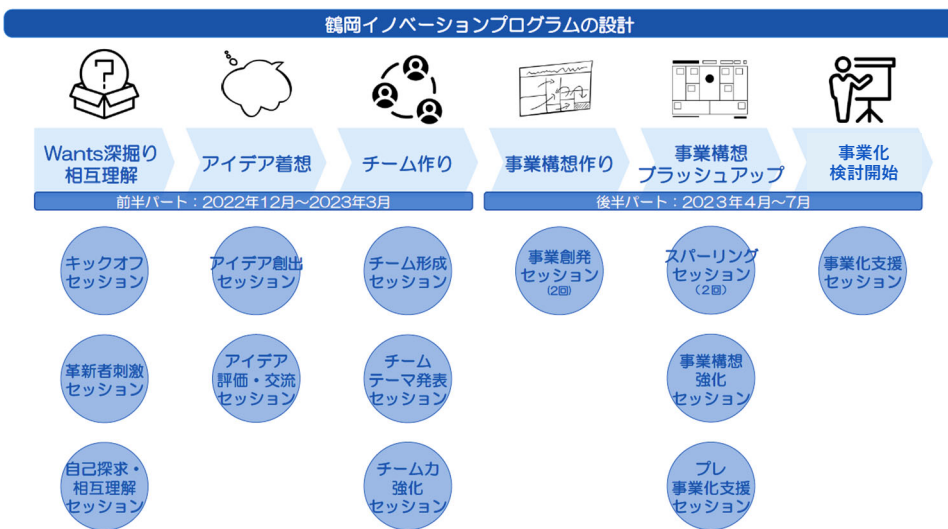 鶴岡イノベーションプログラムの設計
Wants深掘り
相互理解
アイデア着想
チーム作り
事業構想作り
事業構想
ブラッシュアップ
事業化
検討開始
前半パート：2022年12月～2023年3月
後半パート：2023年4月～7月
キックオフ
セッション
アイデア創出
セッション
チーム形成
セッション
事業創発
セッション
(2回)
スパーリング
セッション
（2回）
事業化支援
セッション
革新者刺激
セッション
アイデア
評価・交流
セッション
チーム
テーマ発表
セッション
事業構想
強化
セッション
自己探求・
相互理解
セッション
チーム力
強化
セッション
プレ
事業化支援
セッション